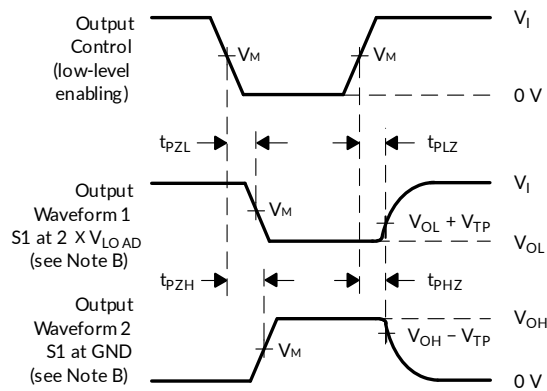 Output
Control
(low-level
enabling)
V_M
V_M
V_I
0 V
t_PZL
t_PLZ
Output
Waveform 1
S1 at 2 X V_LOAD
(see Note B)
V_M
V_I
V_OL + V_TP
V_OL
t_PZH
t_PHZ
Output
Waveform 2
S1 at GND
(see Note B)
V_M
V_OH
V_OH – V_TP
0 V